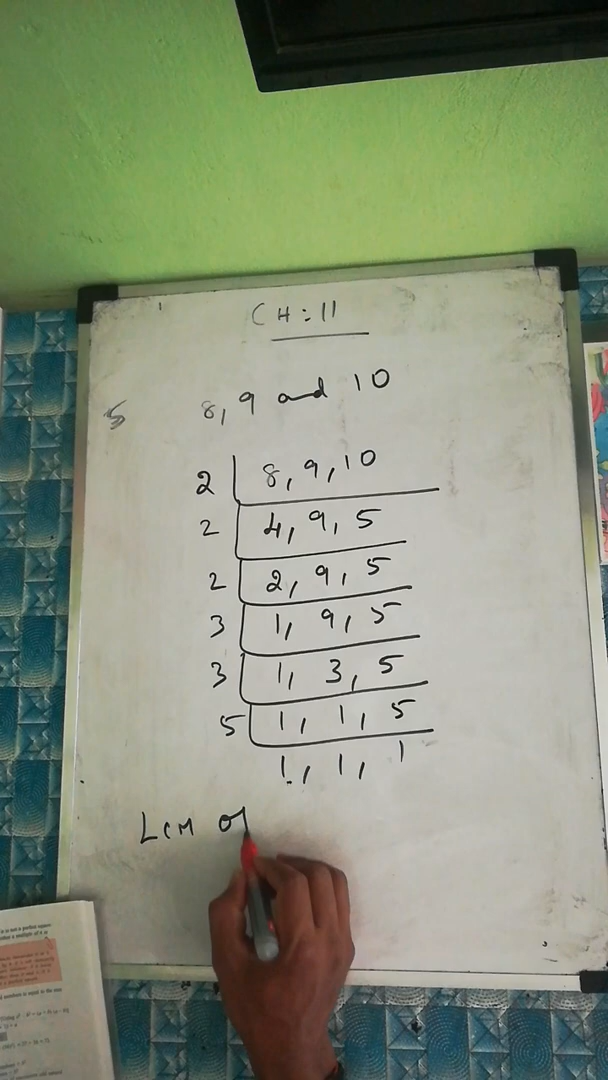 CH:11
5 8, 9 and 10
2 8, 9, 10
2 4, 9, 5
2 2, 9, 5
3 1, 9, 5
3 1, 3, 5
5 1, 1, 5
1, 1, 1
LCM of